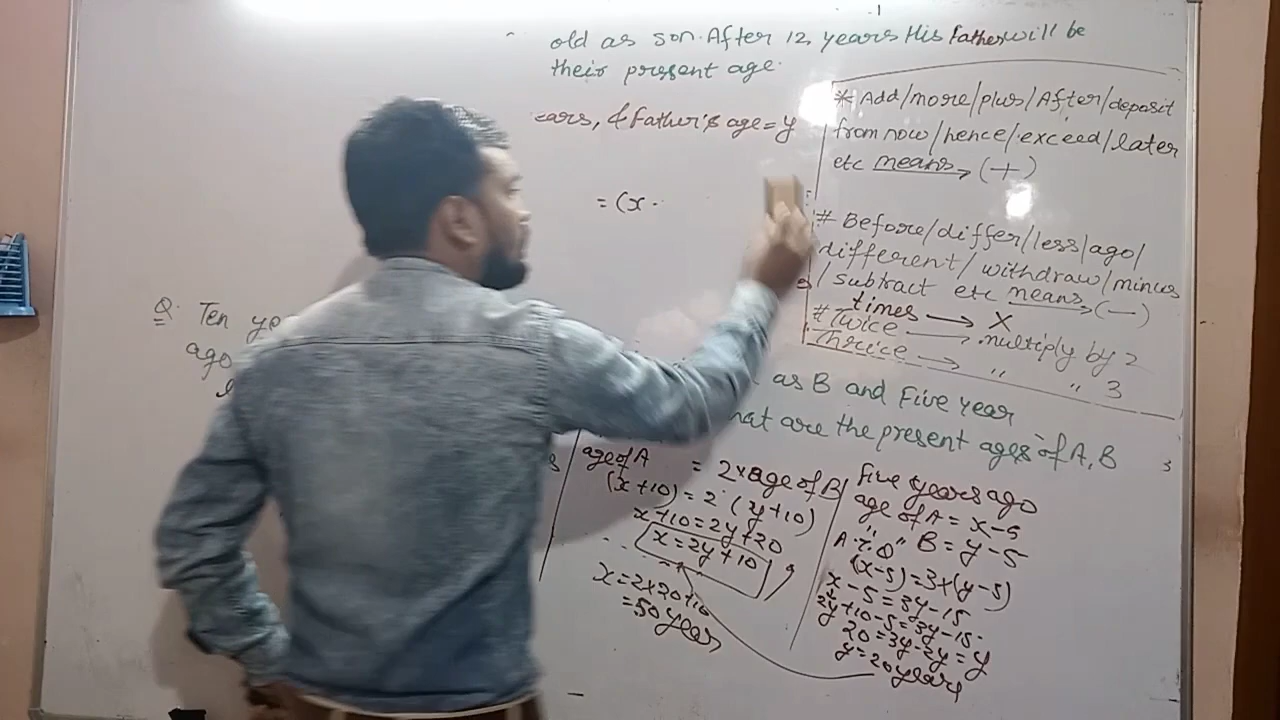 old as son. After 12 years His Father will be
their present age.
ears, & Father's age = y
= (x -
* Add/more/plus/After/deposit
from now/hence/exceed/later
etc means → (+)
# Before/differ/less/ago/
different/withdraw/minus
/subtract etc means → (—)
times → X
# Twice → multiply by 2
Thrice → " " 3
Q. Ten ye
ago
as B and Five year
hat are the present ages of A, B
age of A = 2×age of B
(x+10) = 2 (y+10)
x+10 = 2y+20
x = 2y+10
x = 2×20+10
= 50 year
Five years ago
age of A = x-5
" " B = y-5
A.T.Q
(x-5) = 3×(y-5)
x-5 = 3y-15
2y+10-5 = 3y-15
20 = 3y-2y = y
y = 20 years